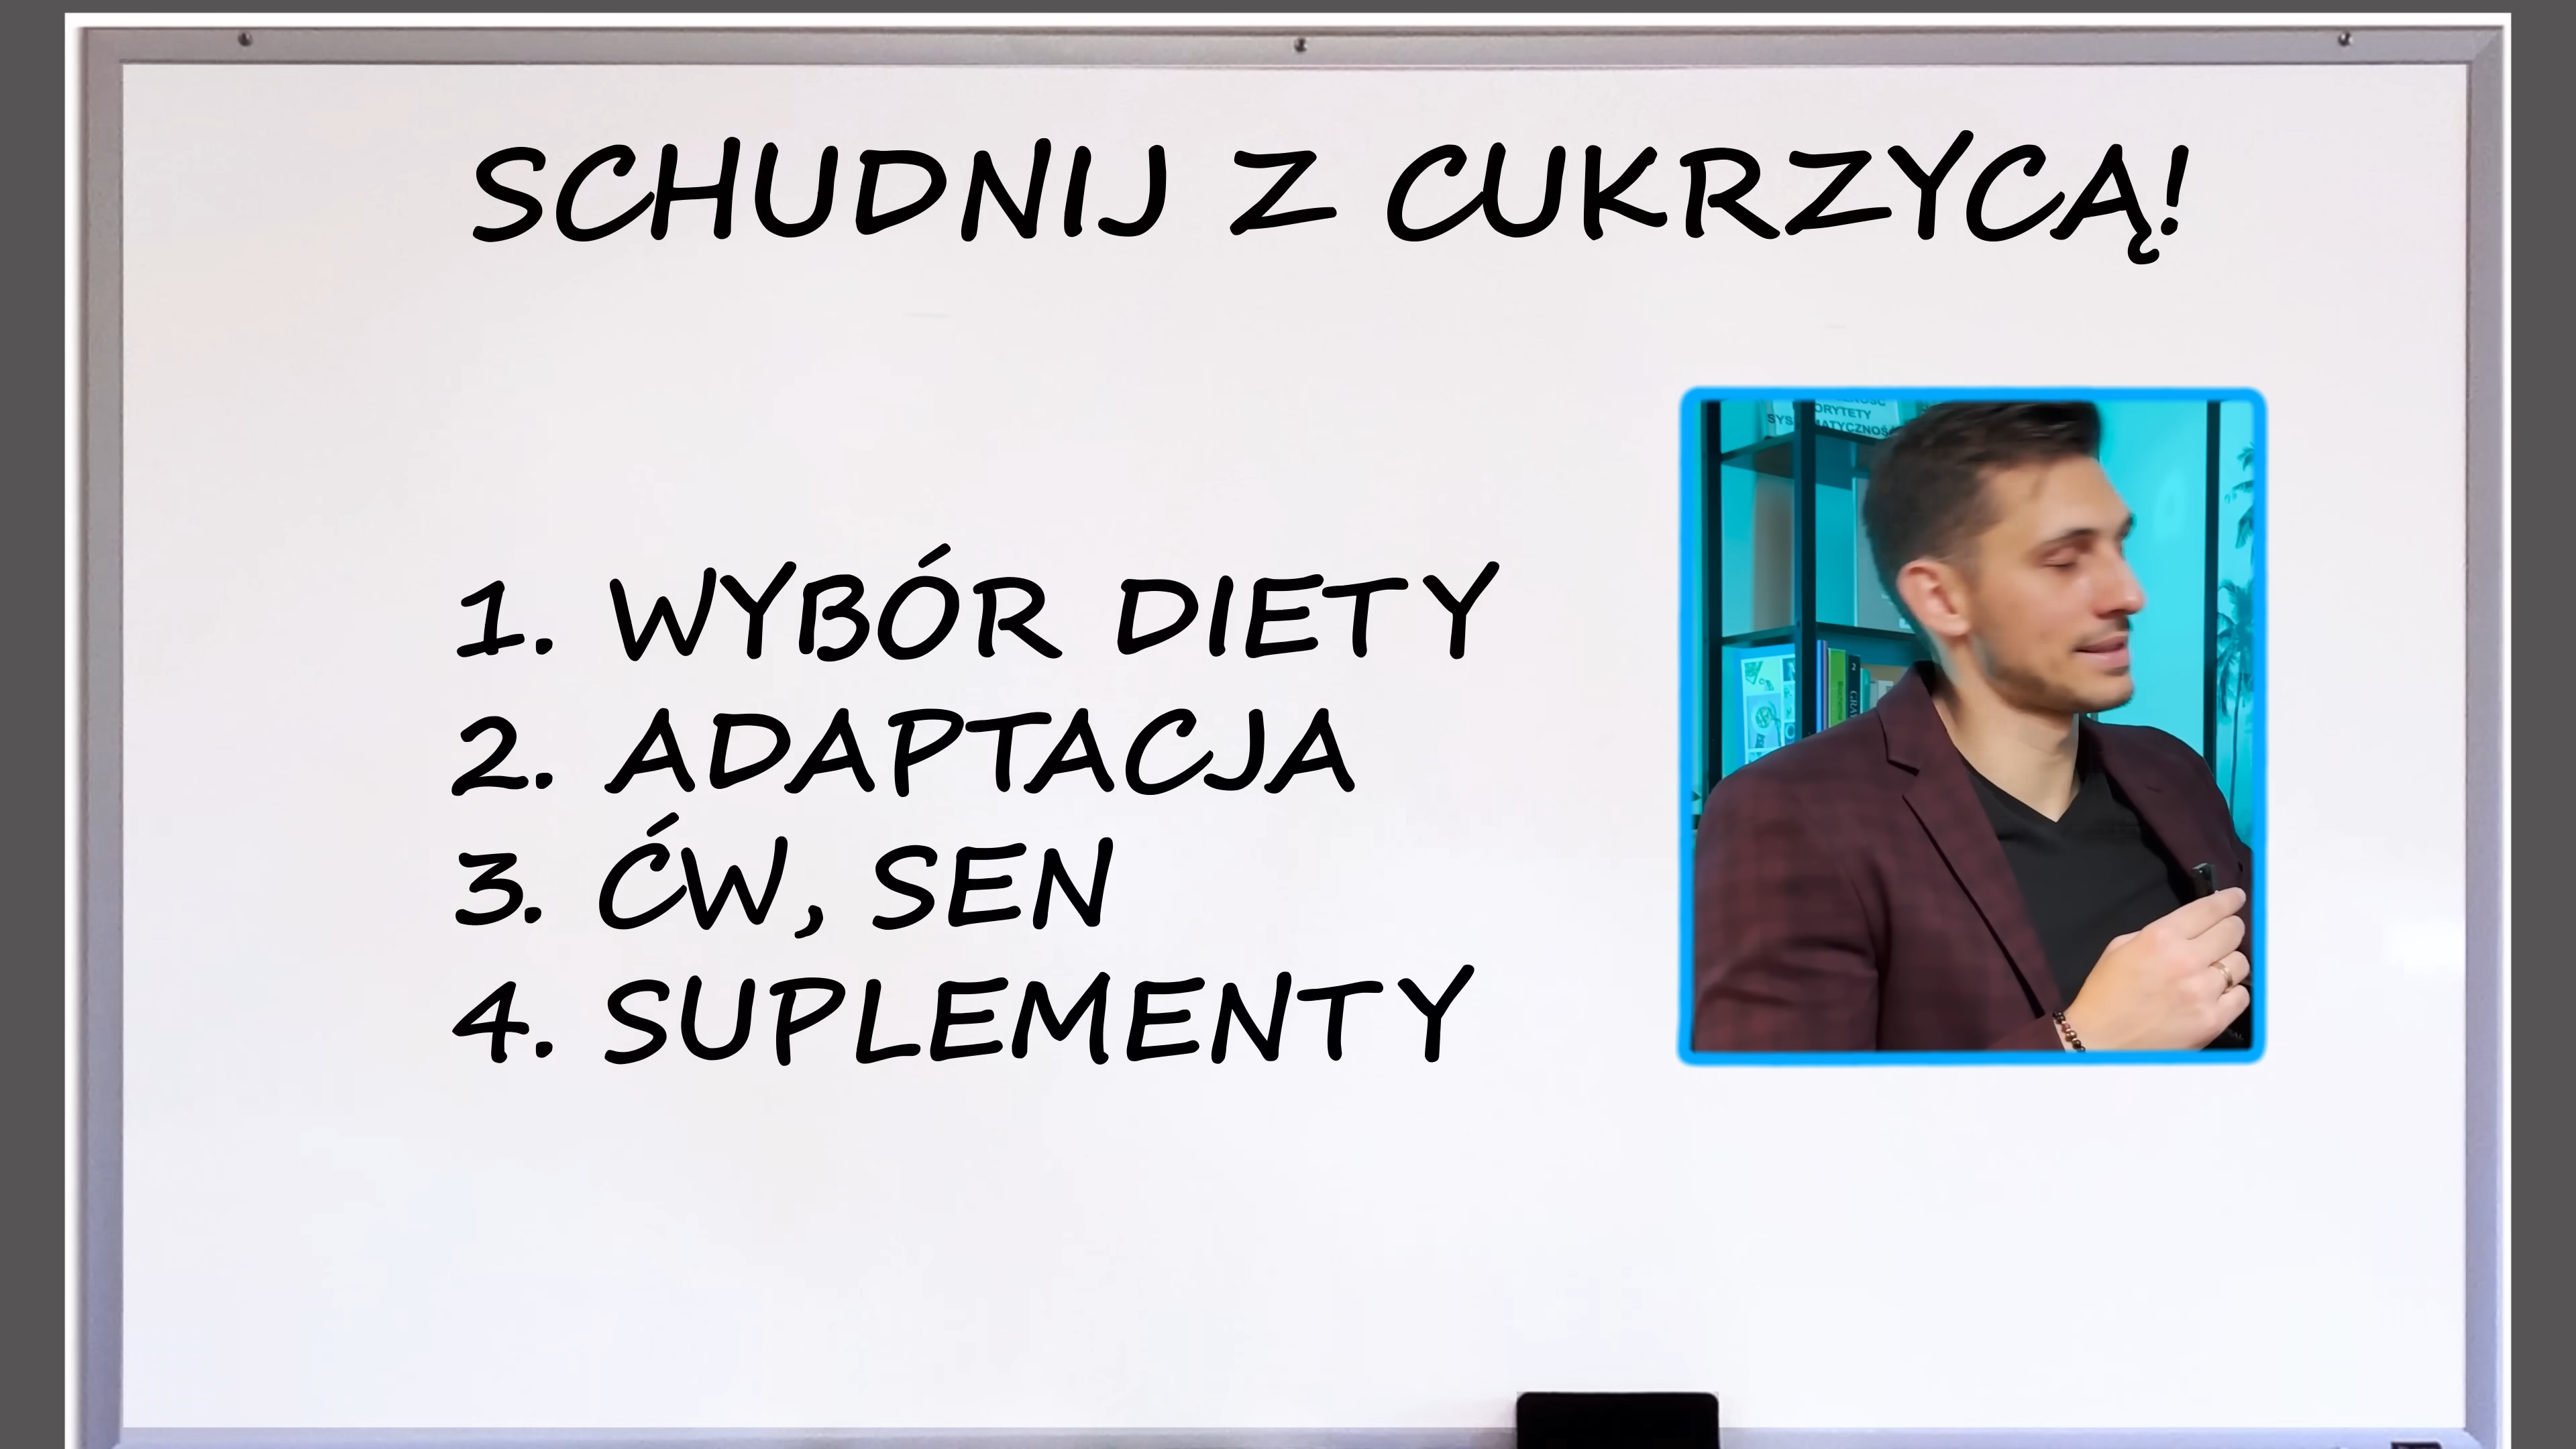 SCHUDNIJ Z CUKRZYCĄ!
1. WYBÓR DIETY
2. ADAPTACJA
3. ĆW, SEN
4. SUPLEMENTY